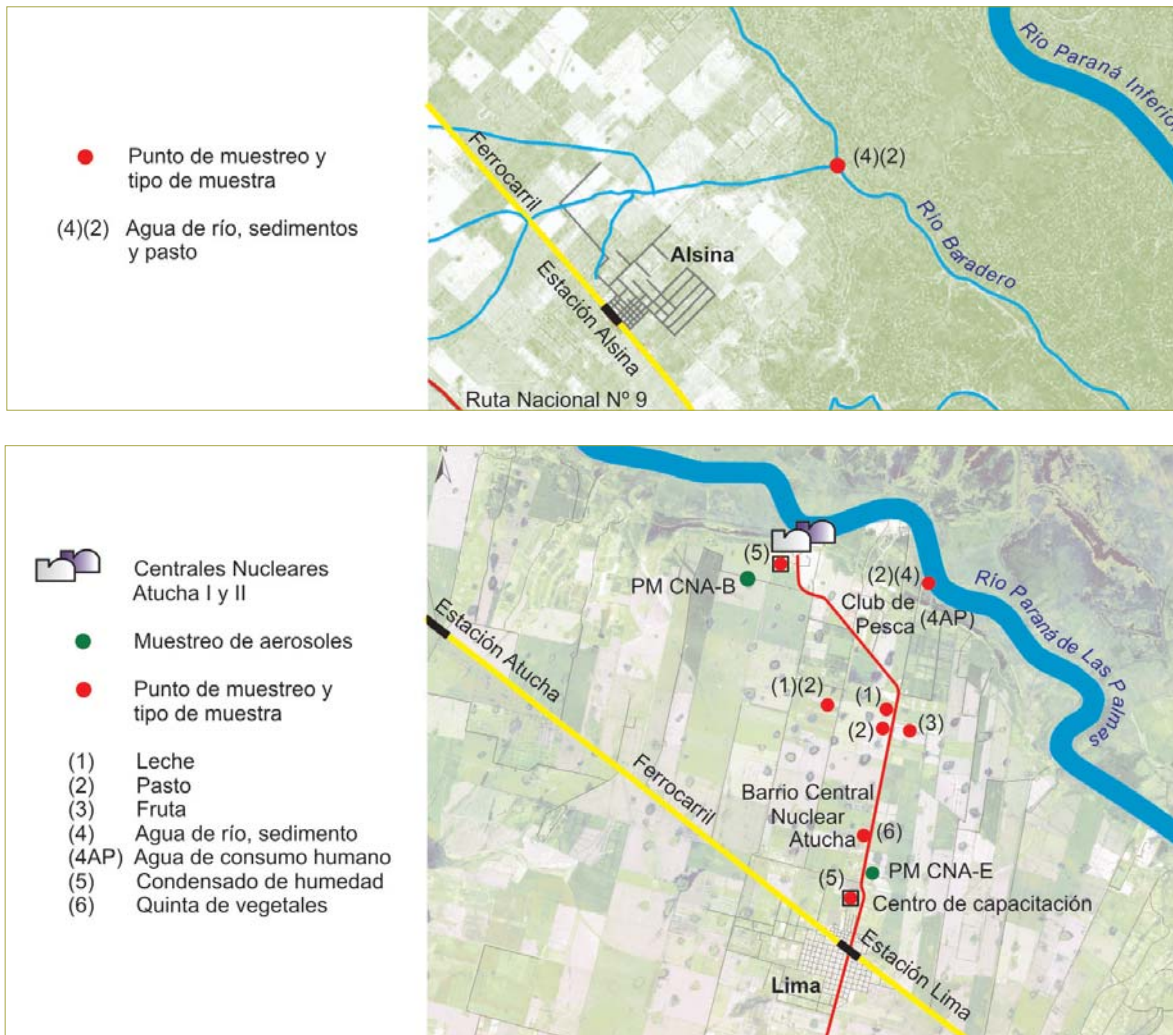 Punto de muestreo y
tipo de muestra
(4)(2) Agua de río, sedimentos
y pasto
Río Paraná Inferio
(4)(2)
Ferrocarril
Río Baradero
Alsina
Estación Alsina
Ruta Nacional Nº 9
Centrales Nucleares
Atucha I y II
Muestreo de aerosoles
Punto de muestreo y
tipo de muestra
(1) Leche
(2) Pasto
(3) Fruta
(4) Agua de río, sedimento
(4AP) Agua de consumo humano
(5) Condensado de humedad
(6) Quinta de vegetales
(5)
PM CNA-B
(2)(4)
Club de
Pesca (4AP)
Río Paraná de Las Palmas
Estación Atucha
(1)(2)
(1)
(2)
(3)
Ferrocarril
Barrio Central
Nuclear
Atucha
(6)
PM CNA-E
(5)
Centro de capacitación
Estación Lima
Lima